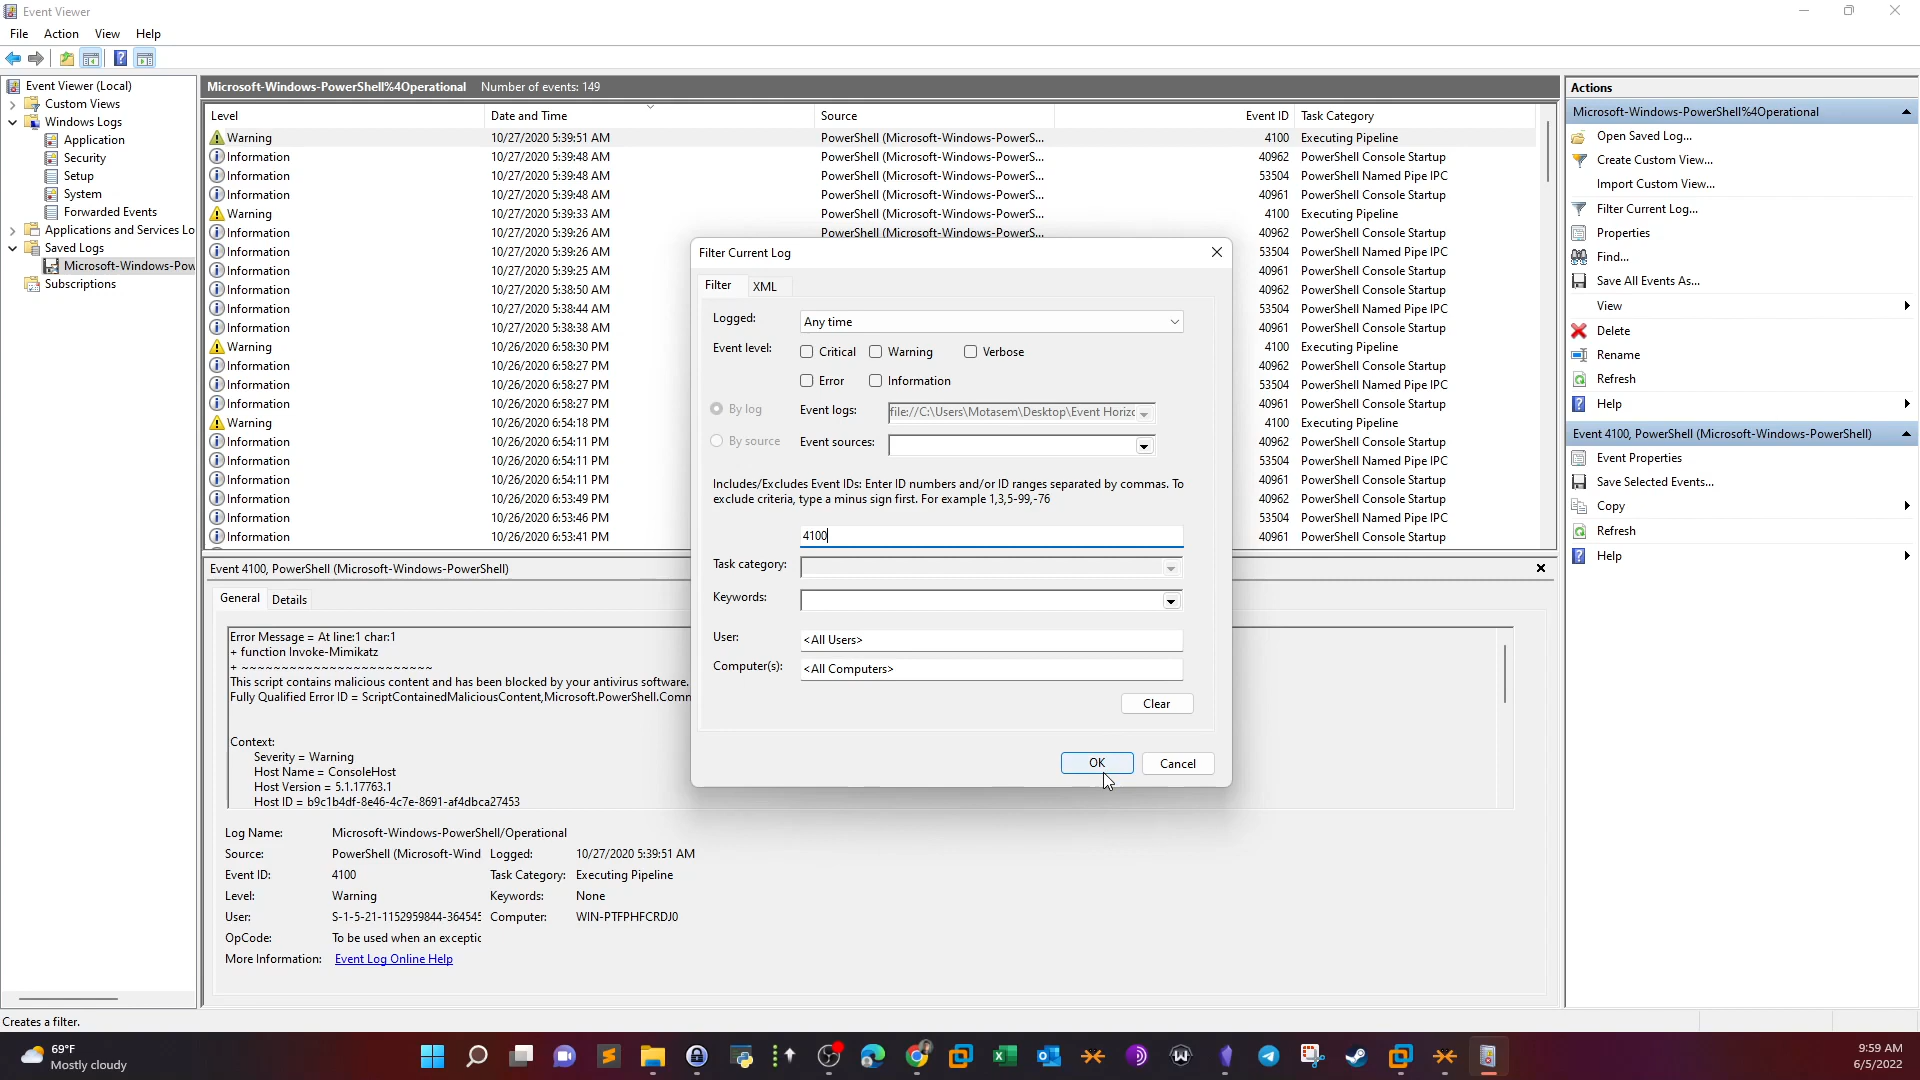 Event Viewer
File Action View Help
Event Viewer (Local)
Custom Views
Windows Logs
Application
Security
Setup
System
Forwarded Events
Applications and Services Lo
Saved Logs
Microsoft-Windows-Pow
Subscriptions
Microsoft-Windows-PowerShell%4Operational Number of events: 149
Level Date and Time Source Event ID Task Category
Warning 10/27/2020 5:39:51 AM PowerShell (Microsoft-Windows-PowerS... 4100 Executing Pipeline
Information 10/27/2020 5:39:48 AM PowerShell (Microsoft-Windows-PowerS... 40962 PowerShell Console Startup
Information 10/27/2020 5:39:48 AM PowerShell (Microsoft-Windows-PowerS... 53504 PowerShell Named Pipe IPC
Information 10/27/2020 5:39:48 AM PowerShell (Microsoft-Windows-PowerS... 40961 PowerShell Console Startup
Warning 10/27/2020 5:39:33 AM PowerShell (Microsoft-Windows-PowerS... 4100 Executing Pipeline
Information 10/27/2020 5:39:26 AM PowerShell (Microsoft-Windows-PowerS... 40962 PowerShell Console Startup
Information 10/27/2020 5:39:26 AM 53504 PowerShell Named Pipe IPC
Information 10/27/2020 5:39:25 AM 40961 PowerShell Console Startup
Information 10/27/2020 5:38:50 AM 40962 PowerShell Console Startup
Information 10/27/2020 5:38:44 AM 53504 PowerShell Named Pipe IPC
Information 10/27/2020 5:38:38 AM 40961 PowerShell Console Startup
Warning 10/26/2020 6:58:30 PM 4100 Executing Pipeline
Information 10/26/2020 6:58:27 PM 40962 PowerShell Console Startup
Information 10/26/2020 6:58:27 PM 53504 PowerShell Named Pipe IPC
Information 10/26/2020 6:58:27 PM 40961 PowerShell Console Startup
Warning 10/26/2020 6:54:18 PM 4100 Executing Pipeline
Information 10/26/2020 6:54:11 PM 40962 PowerShell Console Startup
Information 10/26/2020 6:54:11 PM 53504 PowerShell Named Pipe IPC
Information 10/26/2020 6:54:11 PM 40961 PowerShell Console Startup
Information 10/26/2020 6:53:49 PM 40962 PowerShell Console Startup
Information 10/26/2020 6:53:46 PM 53504 PowerShell Named Pipe IPC
Information 10/26/2020 6:53:41 PM 40961 PowerShell Console Startup
Event 4100, PowerShell (Microsoft-Windows-PowerShell)
General Details
Error Message = At line:1 char:1
+ function Invoke-Mimikatz
+ ~~~~~~~~~~~~~~~~~~~~~~~~
This script contains malicious content and has been blocked by your antivirus software.
Fully Qualified Error ID = ScriptContainedMaliciousContent,Microsoft.PowerShell.Comm
Context:
Severity = Warning
Host Name = ConsoleHost
Host Version = 5.1.17763.1
Host ID = b9c1b4df-8e46-4c7e-8691-af4dbca27453
Log Name: Microsoft-Windows-PowerShell/Operational
Source: PowerShell (Microsoft-Wind Logged: 10/27/2020 5:39:51 AM
Event ID: 4100 Task Category: Executing Pipeline
Level: Warning Keywords: None
User: S-1-5-21-1152959844-364545 Computer: WIN-PTFPHFCRDJ0
OpCode: To be used when an exceptic
More Information: Event Log Online Help
Filter Current Log
Filter XML
Logged: Any time
Event level: Critical Warning Verbose
Error Information
By log Event logs: file://C:\Users\Motasem\Desktop\Event Horizo
By source Event sources:
Includes/Excludes Event IDs: Enter ID numbers and/or ID ranges separated by commas. To
exclude criteria, type a minus sign first. For example 1,3,5-99,-76
4100
Task category:
Keywords:
User: <All Users>
Computer(s): <All Computers>
Clear
OK Cancel
Actions
Microsoft-Windows-PowerShell%4Operational
Open Saved Log...
Create Custom View...
Import Custom View...
Filter Current Log...
Properties
Find...
Save All Events As...
View
Delete
Rename
Refresh
Help
Event 4100, PowerShell (Microsoft-Windows-PowerShell)
Event Properties
Save Selected Events...
Copy
Refresh
Help
Creates a filter.
69°F
Mostly cloudy
9:59 AM
6/5/2022